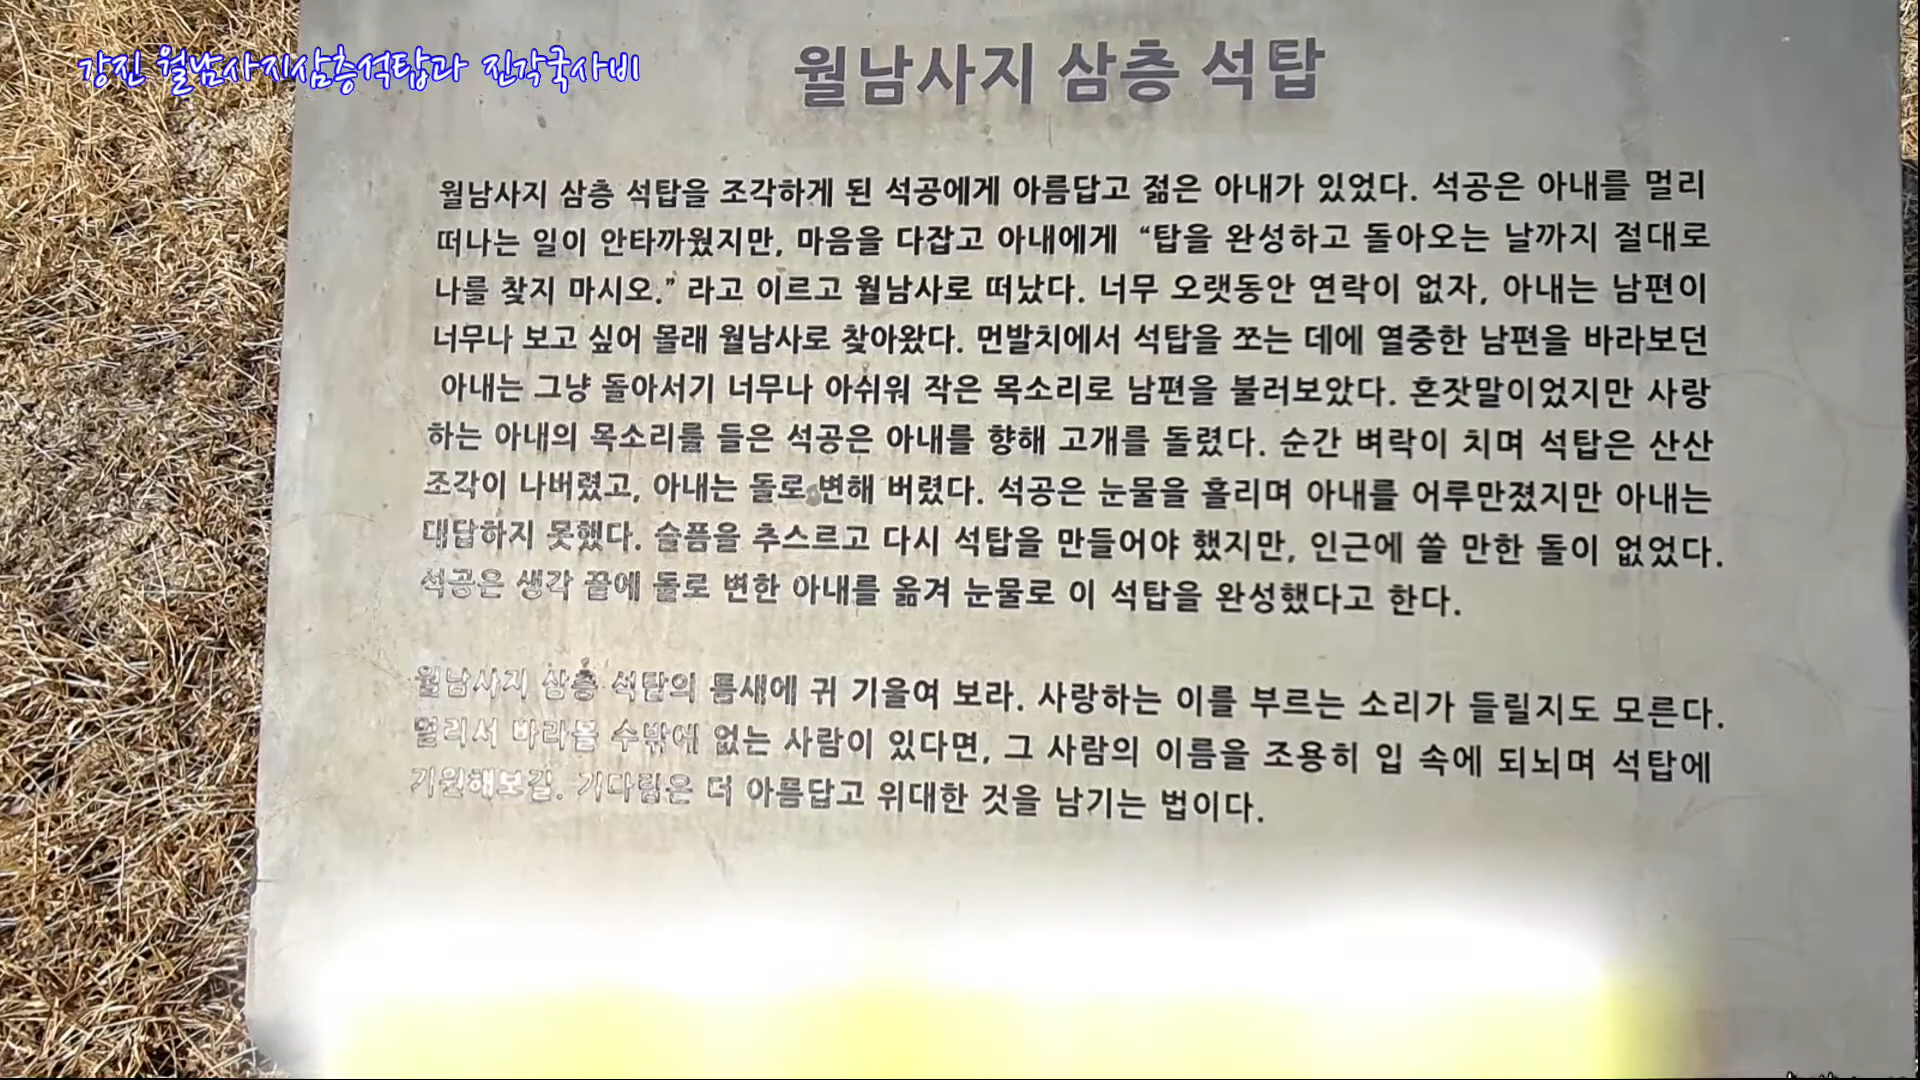 강진 월남사지삼층석탑과 진각국사비
월남사지 삼층 석탑
월남사지 삼층 석탑을 조각하게 된 석공에게 아름답고 젊은 아내가 있었다. 석공은 아내를 멀리
떠나는 일이 안타까웠지만, 마음을 다잡고 아내에게 “탑을 완성하고 돌아오는 날까지 절대로
나를 찾지 마시오.” 라고 이르고 월남사로 떠났다. 너무 오랫동안 연락이 없자, 아내는 남편이
너무나 보고 싶어 몰래 월남사로 찾아왔다. 먼발치에서 석탑을 쪼는 데에 열중한 남편을 바라보던
아내는 그냥 돌아서기 너무나 아쉬워 작은 목소리로 남편을 불러보았다. 혼잣말이었지만 사랑
하는 아내의 목소리를 들은 석공은 아내를 향해 고개를 돌렸다. 순간 벼락이 치며 석탑은 산산
조각이 나버렸고, 아내는 돌로 변해 버렸다. 석공은 눈물을 흘리며 아내를 어루만졌지만 아내는
대답하지 못했다. 슬픔을 추스르고 다시 석탑을 만들어야 했지만, 인근에 쓸 만한 돌이 없었다.
석공은 생각 끝에 돌로 변한 아내를 옮겨 눈물로 이 석탑을 완성했다고 한다.
월남사지 삼층 석탑의 틈새에 귀 기울여 보라. 사랑하는 이를 부르는 소리가 들릴지도 모른다.
멀리서 바라볼 수밖에 없는 사람이 있다면, 그 사람의 이름을 조용히 입 속에 되뇌며 석탑에
기원해보길. 기다림은 더 아름답고 위대한 것을 남기는 법이다.